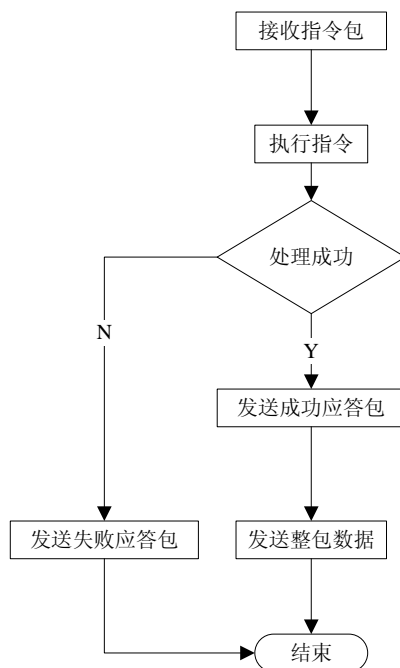 接收指令包
执行指令
处理成功
N
Y
发送成功应答包
发送失败应答包
发送整包数据
结束